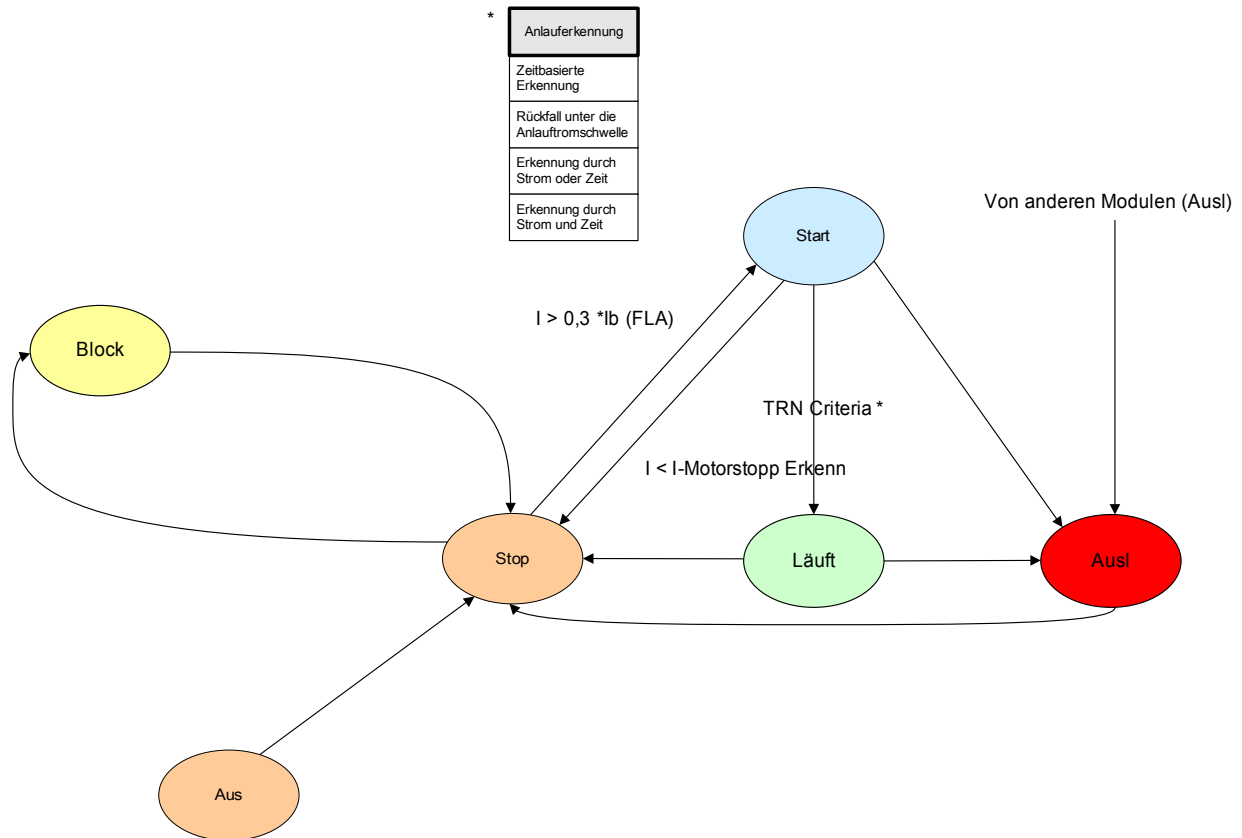 *
Anlauferkennung
Zeitbasierte
Erkennung
Rückfall unter die
Anlauftromschwelle
Erkennung durch
Strom oder Zeit
Erkennung durch
Strom und Zeit
Start
Von anderen Modulen (Ausl)
I > 0,3 *Ib (FLA)
Block
TRN Criteria *
I < I-Motorstopp Erkenn
Stop
Läuft
Ausl
Aus